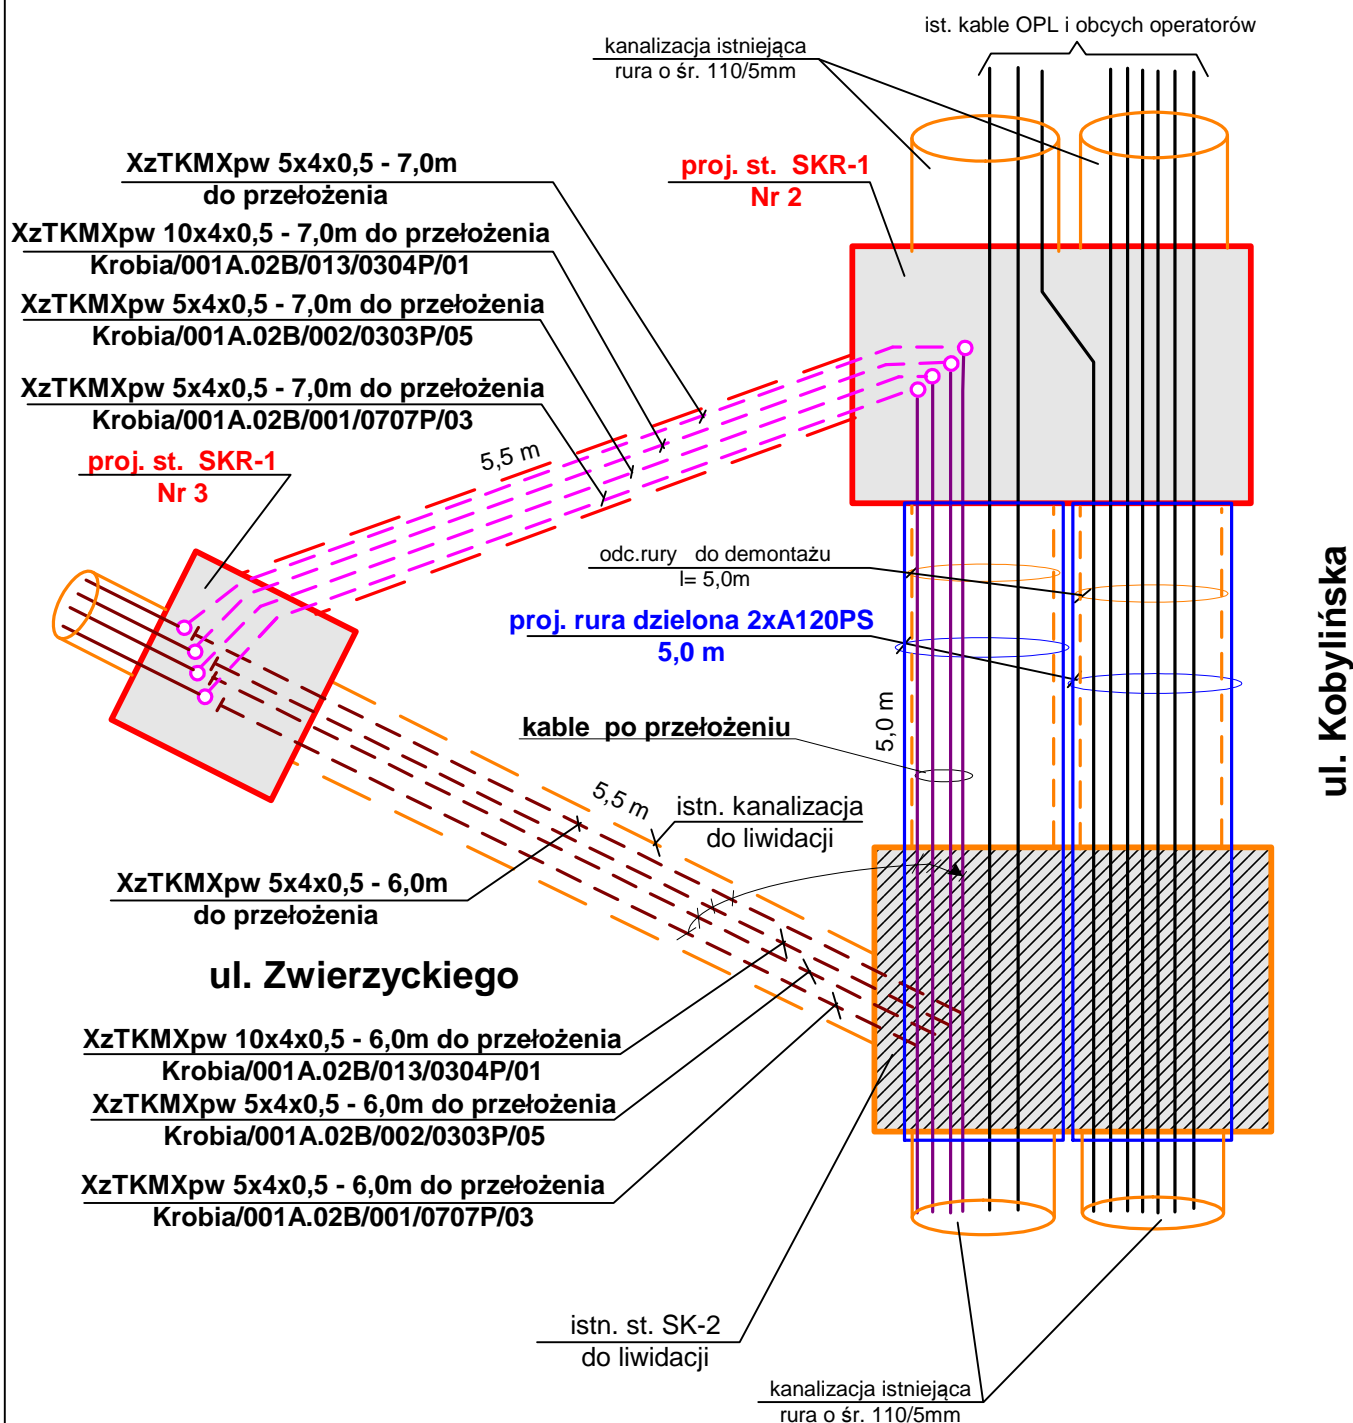 ist. kable OPL i obcych operatorów
kanalizacja istniejąca
rura o śr. 110/5mm
XzTKMXpw 5x4x0,5 - 7,0m
do przełożenia
proj. st. SKR-1
Nr 2
XzTKMXpw 10x4x0,5 - 7,0m do przełożenia
Krobia/001A.02B/013/0304P/01
XzTKMXpw 5x4x0,5 - 7,0m do przełożenia
Krobia/001A.02B/002/0303P/05
XzTKMXpw 5x4x0,5 - 7,0m do przełożenia
Krobia/001A.02B/001/0707P/03
5,5 m
proj. st. SKR-1
Nr 3
odc.rury do demontażu
l= 5,0m
proj. rura dzielona 2xA120PS
5,0 m
ul. Kobylińska
5,0 m
kable po przełożeniu
5,5 m
istn. kanalizacja
do liwidacji
XzTKMXpw 5x4x0,5 - 6,0m
do przełożenia
ul. Zwierzyckiego
XzTKMXpw 10x4x0,5 - 6,0m do przełożenia
Krobia/001A.02B/013/0304P/01
XzTKMXpw 5x4x0,5 - 6,0m do przełożenia
Krobia/001A.02B/002/0303P/05
XzTKMXpw 5x4x0,5 - 6,0m do przełożenia
Krobia/001A.02B/001/0707P/03
istn. st. SK-2
do liwidacji
kanalizacja istniejąca
rura o śr. 110/5mm